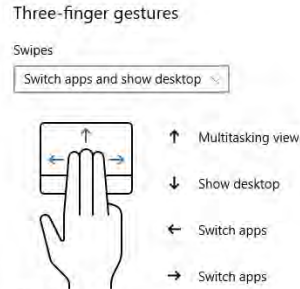 Three-finger gestures
Swipes
Switch apps and show desktop
↑ Multitasking view
↓ Show desktop
← Switch apps
→ Switch apps